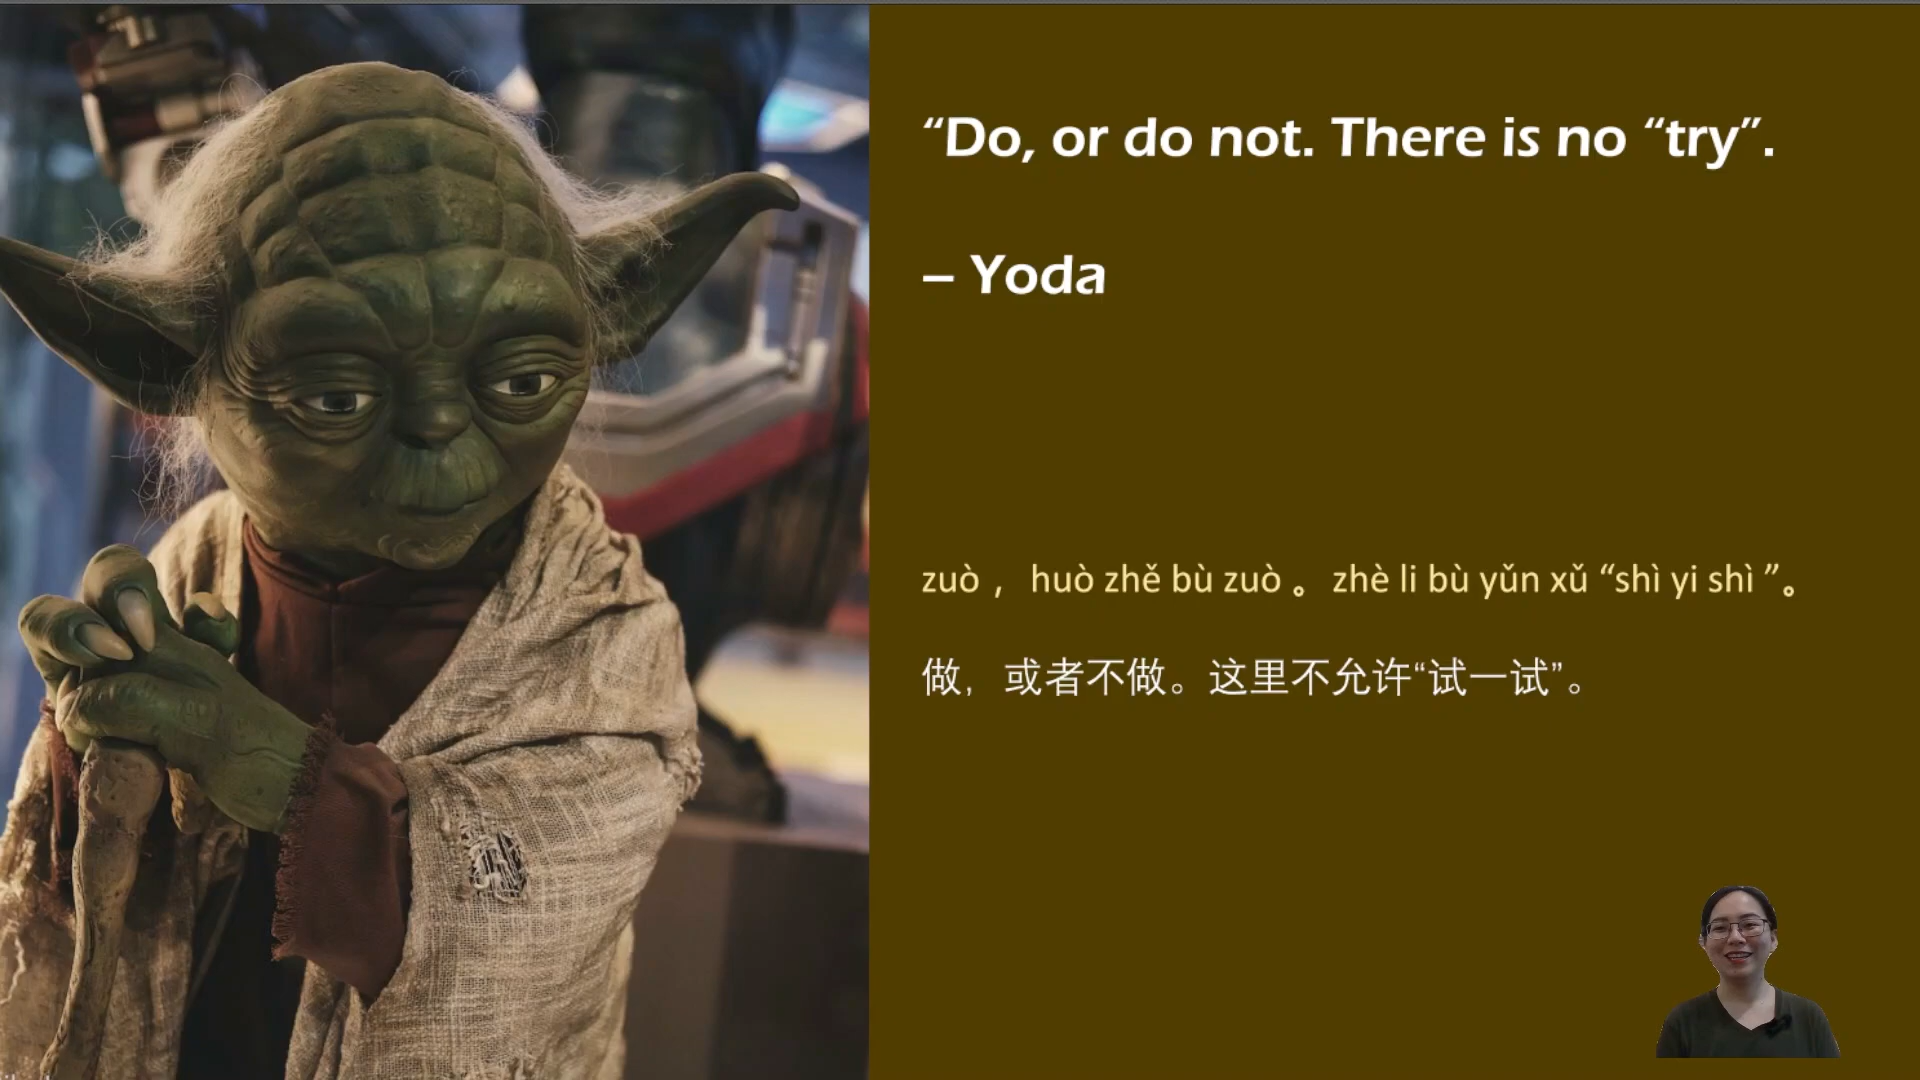 “Do, or do not. There is no “try”.
– Yoda
zuò ， huò zhě bù zuò 。 zhè li bù yǔn xǔ “shì yi shì ”。
做，或者不做。这里不允许“试一试”。